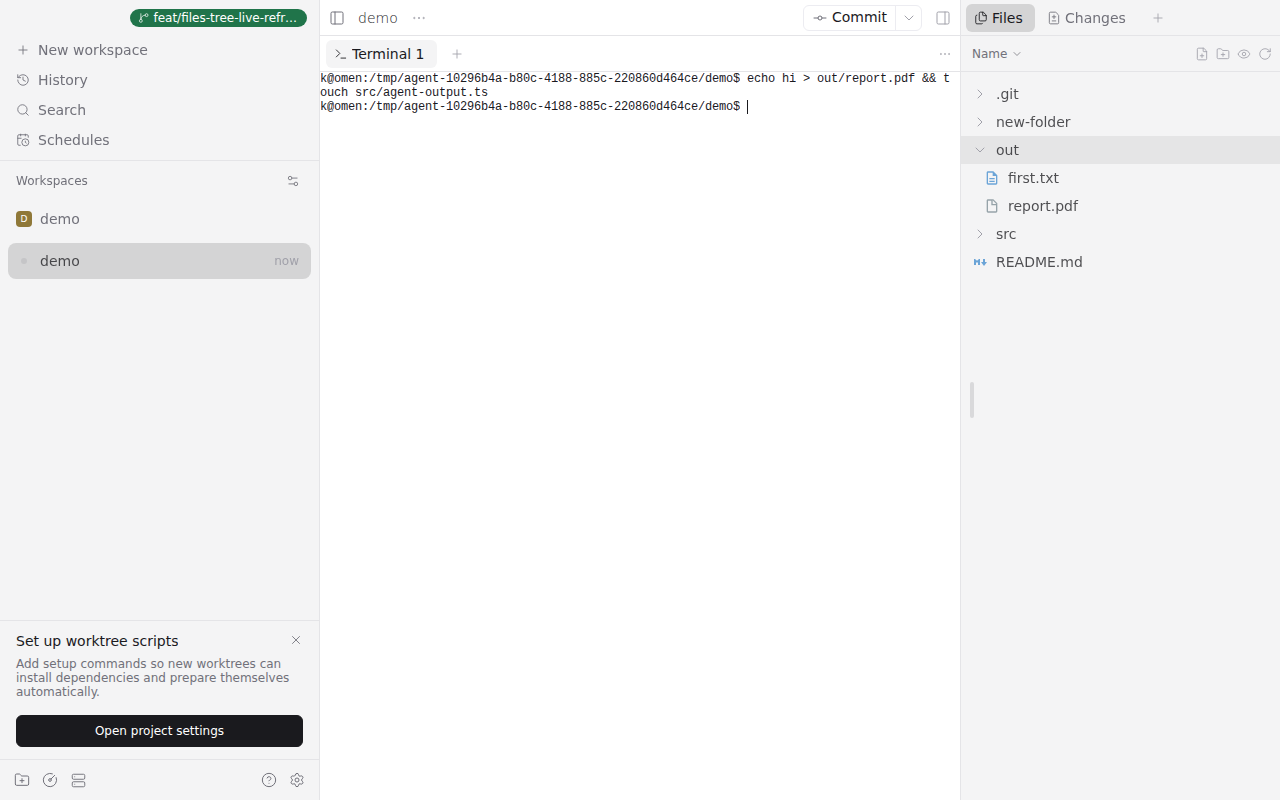 feat/files-tree-live-refr...
New workspace
History
Search
Schedules
Workspaces
D demo
demo now
Set up worktree scripts
Add setup commands so new worktrees can
install dependencies and prepare themselves
automatically.
Open project settings
demo
Commit
Terminal 1
k@omen:/tmp/agent-10296b4a-b80c-4188-885c-220860d464ce/demo$ echo hi > out/report.pdf && t
ouch src/agent-output.ts
k@omen:/tmp/agent-10296b4a-b80c-4188-885c-220860d464ce/demo$
Files
Changes
Name
.git
new-folder
out
first.txt
report.pdf
src
README.md